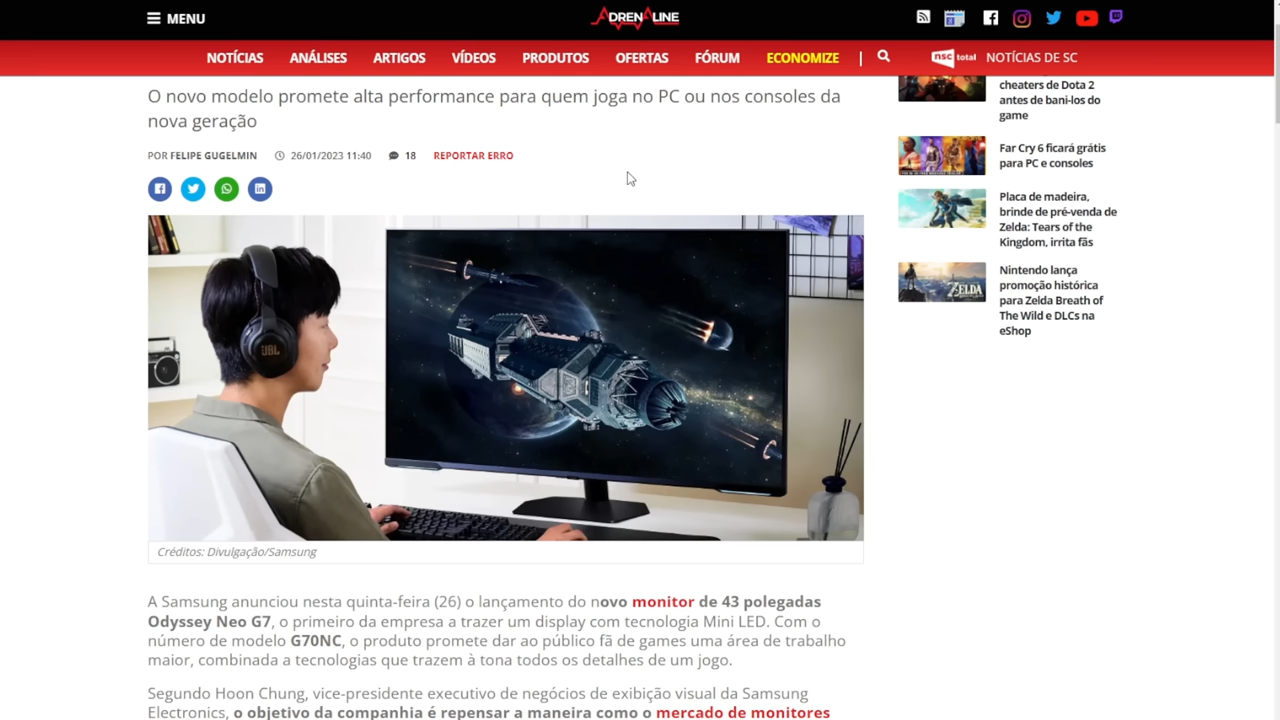 MENU
ADRENALINE
NOTÍCIAS ANÁLISES ARTIGOS VÍDEOS PRODUTOS OFERTAS FÓRUM ECONOMIZE | nsc total NOTÍCIAS DE SC
O novo modelo promete alta performance para quem joga no PC ou nos consoles da
nova geração
POR FELIPE GUGELMIN 26/01/2023 11:40 18 REPORTAR ERRO
JBL
Créditos: Divulgação/Samsung
A Samsung anunciou nesta quinta-feira (26) o lançamento do novo monitor de 43 polegadas
Odyssey Neo G7, o primeiro da empresa a trazer um display com tecnologia Mini LED. Com o
número de modelo G70NC, o produto promete dar ao público fã de games uma área de trabalho
maior, combinada a tecnologias que trazem à tona todos os detalhes de um jogo.
Segundo Hoon Chung, vice-presidente executivo de negócios de exibição visual da Samsung
Electronics, o objetivo da companhia é repensar a maneira como o mercado de monitores
cheaters de Dota 2
antes de bani-los do
game
Far Cry 6 ficará grátis
para PC e consoles
Placa de madeira,
brinde de pré-venda de
Zelda: Tears of the
Kingdom, irrita fãs
ZELDA
Nintendo lança
promoção histórica
para Zelda Breath of
The Wild e DLCs na
eShop